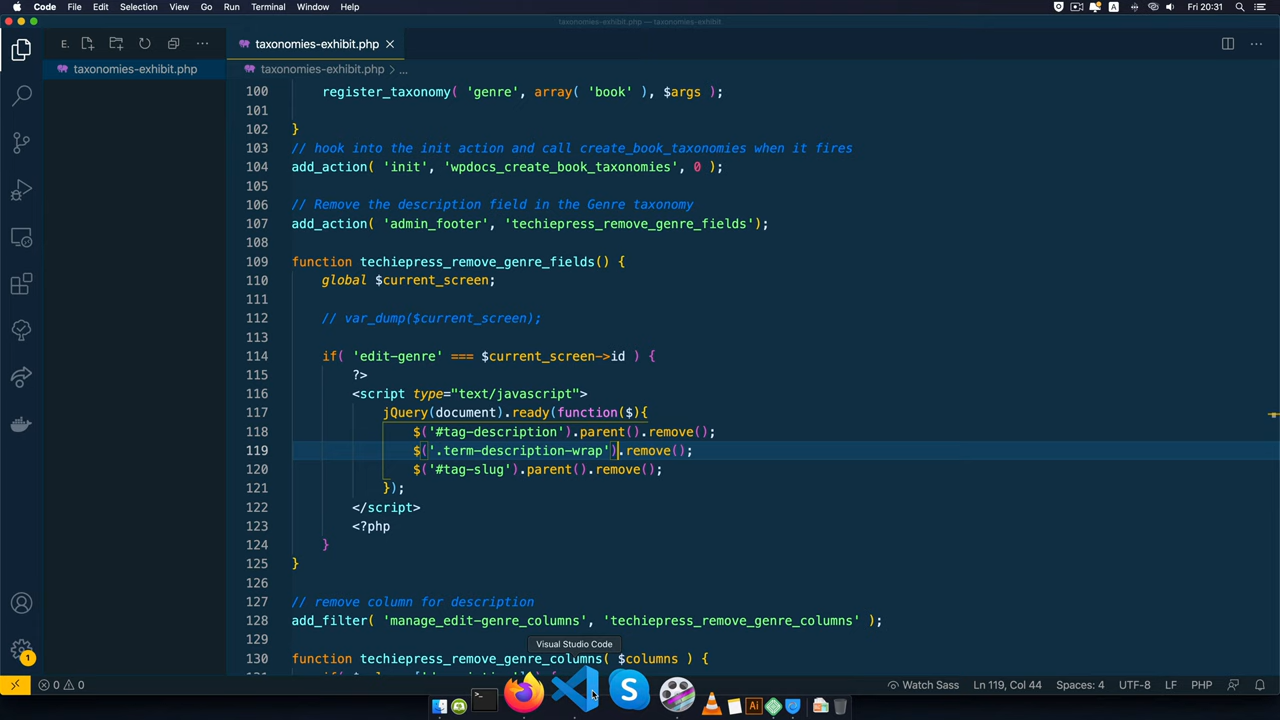 Code File Edit Selection View Go Run Terminal Window Help
A Fri 20:31
taxonomies-exhibit.php — taxonomies-exhibit
E.
taxonomies-exhibit.php
taxonomies-exhibit.php
taxonomies-exhibit.php > ...
100 register_taxonomy( 'genre', array( 'book' ), $args );
101
102 }
103 // hook into the init action and call create_book_taxonomies when it fires
104 add_action( 'init', 'wpdocs_create_book_taxonomies', 0 );
105
106 // Remove the description field in the Genre taxonomy
107 add_action( 'admin_footer', 'techiepress_remove_genre_fields');
108
109 function techiepress_remove_genre_fields() {
110 global $current_screen;
111
112 // var_dump($current_screen);
113
114 if( 'edit-genre' === $current_screen->id ) {
115 ?>
116 <script type="text/javascript">
117 jQuery(document).ready(function($){
118 $('#tag-description').parent().remove();
119 $('.term-description-wrap').remove();
120 $('#tag-slug').parent().remove();
121 });
122 </script>
123 <?php
124 }
125 }
126
127 // remove column for description
128 add_filter( 'manage_edit-genre_columns', 'techiepress_remove_genre_columns' );
129
130 function techiepress_remove_genre_columns( $columns ) {
Visual Studio Code
1
0 0
Watch Sass Ln 119, Col 44 Spaces: 4 UTF-8 LF PHP
S
Ai